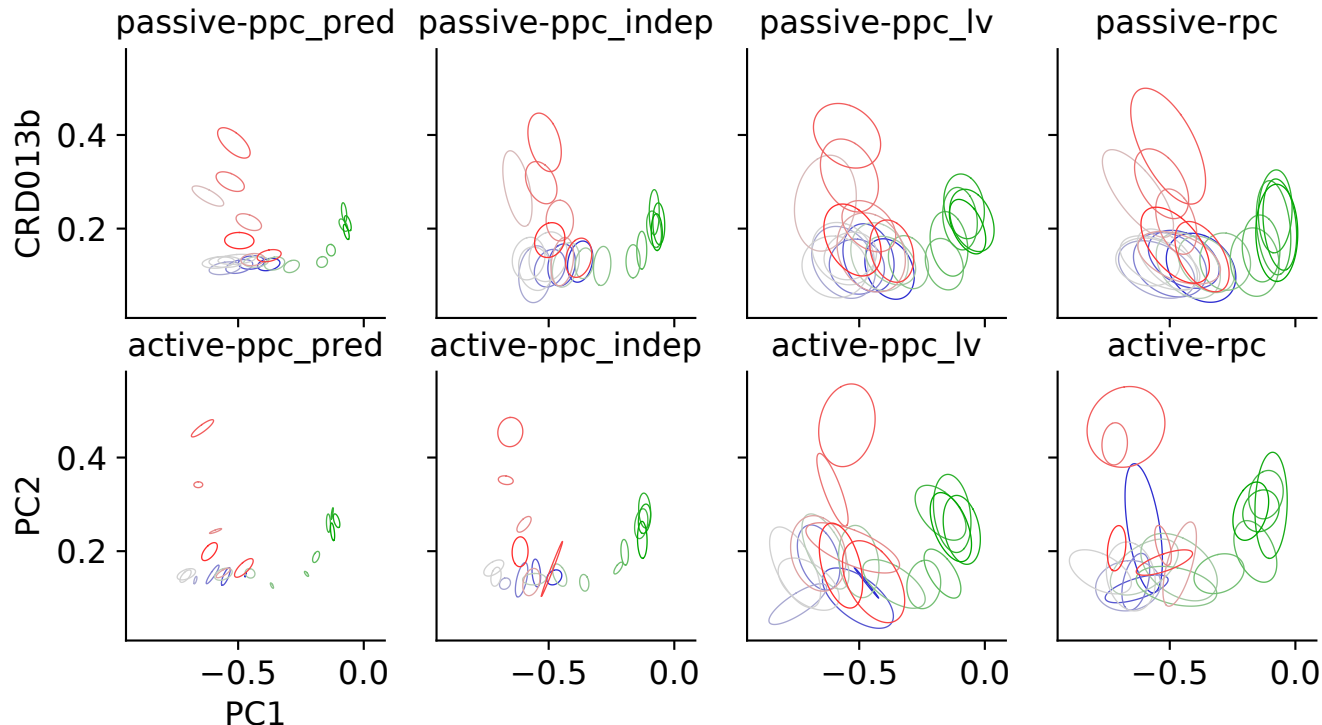 passive-ppc_pred passive-ppc_indep passive-ppc_lv passive-rpc
CRD013b
0.4
0.2
active-ppc_pred active-ppc_indep active-ppc_lv active-rpc
PC2
0.4
0.2
−0.5 0.0 −0.5 0.0 −0.5 0.0 −0.5 0.0
PC1